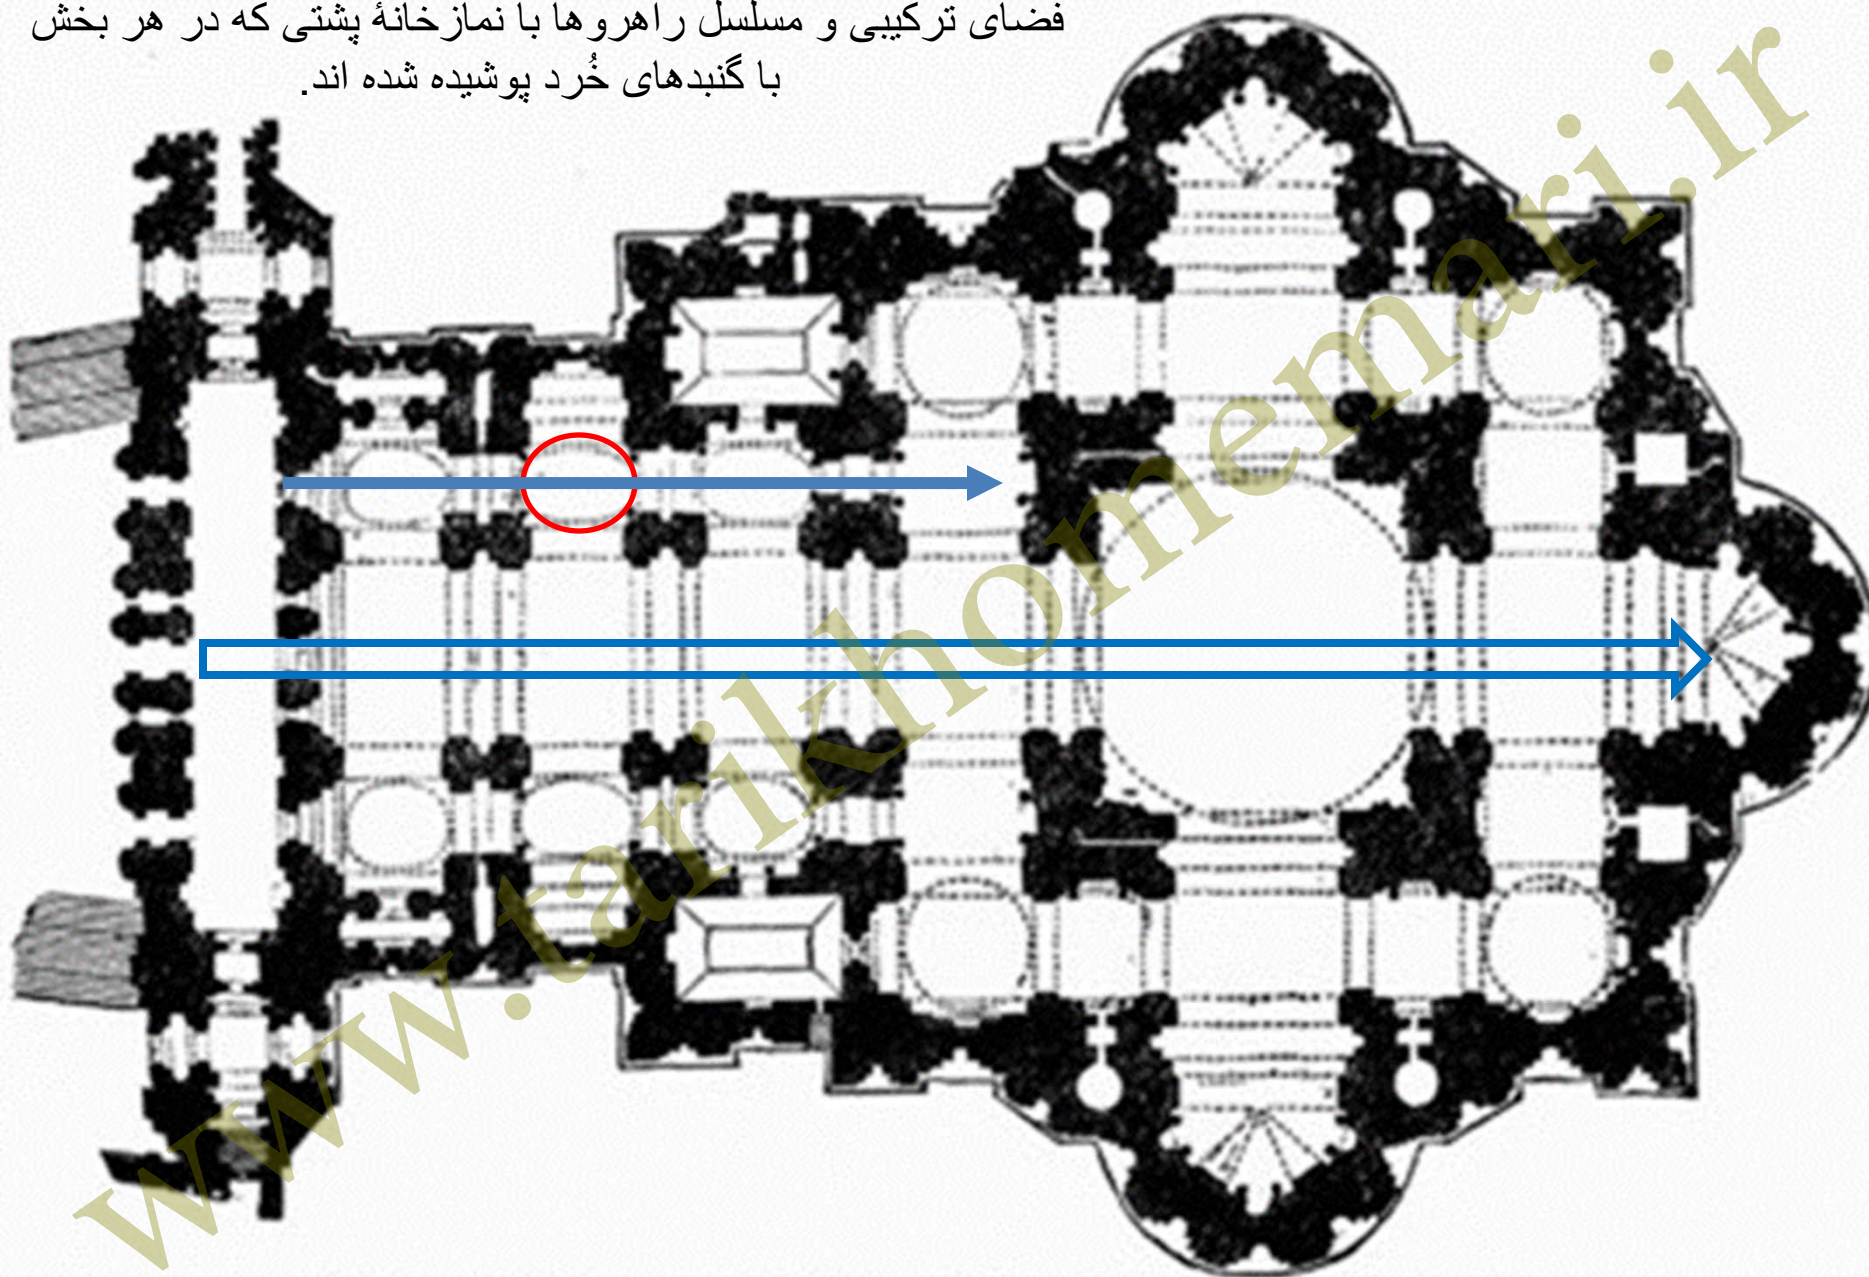 فضای ترکیبی و مسلسل راهروها با نمازخانهٔ پشتی که در هر بخش
با گنبدهای خُرد پوشیده شده اند.
www.tarikhomemari.ir